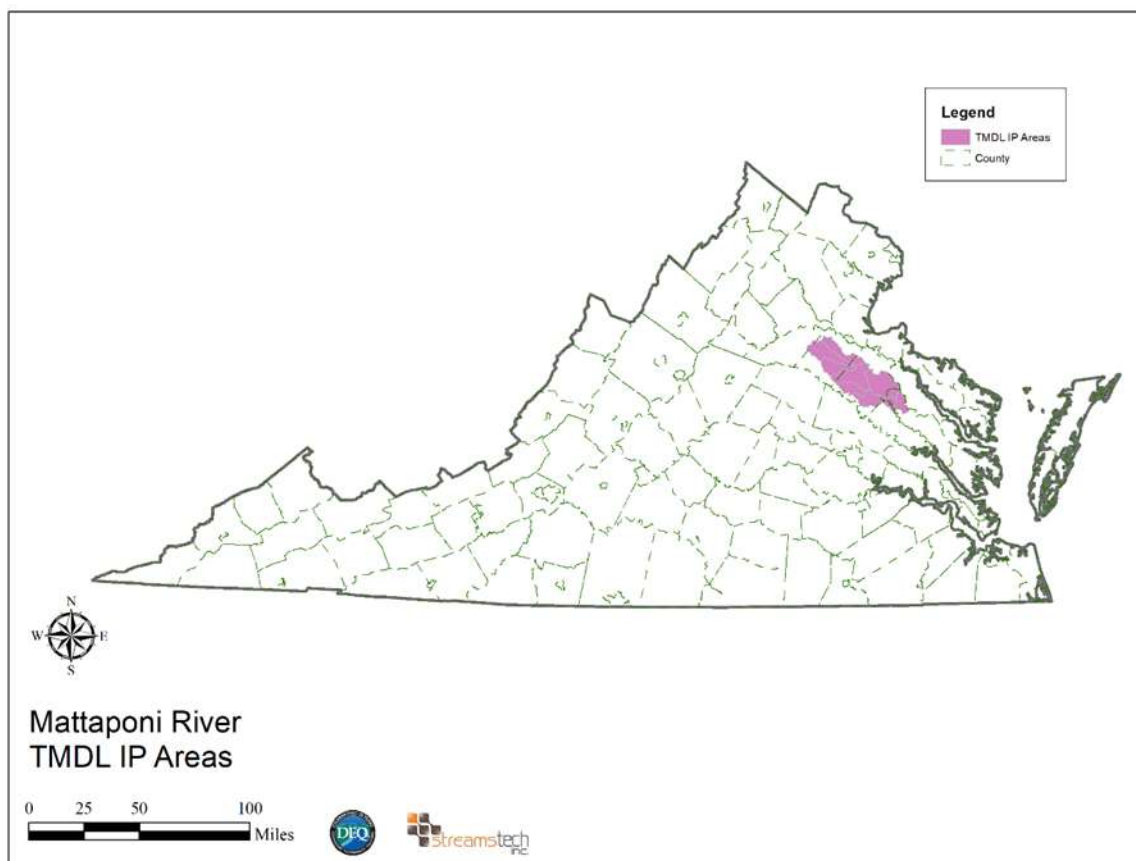 Legend
TMDL IP Areas
County
N
W E
S
Mattaponi River
TMDL IP Areas
0 25 50 100
Miles
DEQ
streamstech
inc.